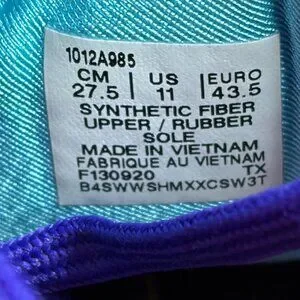 1012A985
CM | US | EURO
27.5 | 11 | 43.5
SYNTHETIC FIBER
UPPER / RUBBER
SOLE
MADE IN VIETNAM
FABRIQUE AU VIETNAM
F130920 TX
B4SWWSHMXXCSW3T